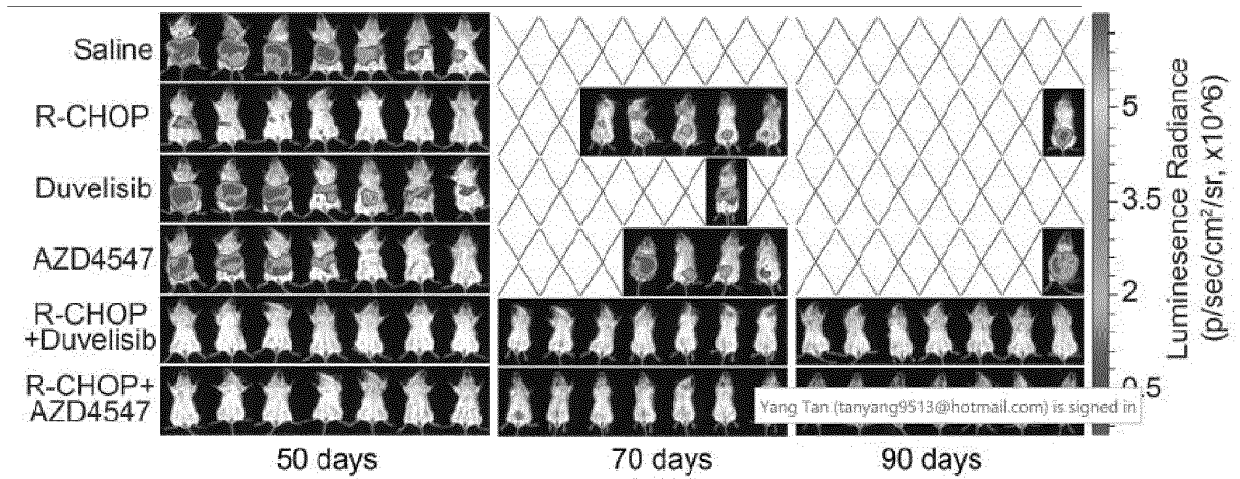 Saline
R-CHOP
Duvelisib
AZD4547
R-CHOP
+Duvelisib
R-CHOP+
AZD4547
50 days
70 days
90 days
5
3.5
2
.5
Luminesence Radiance
(p/sec/cm²/sr, x10^6)
Yang Tan (tanyang9513@hotmail.com) is signed in